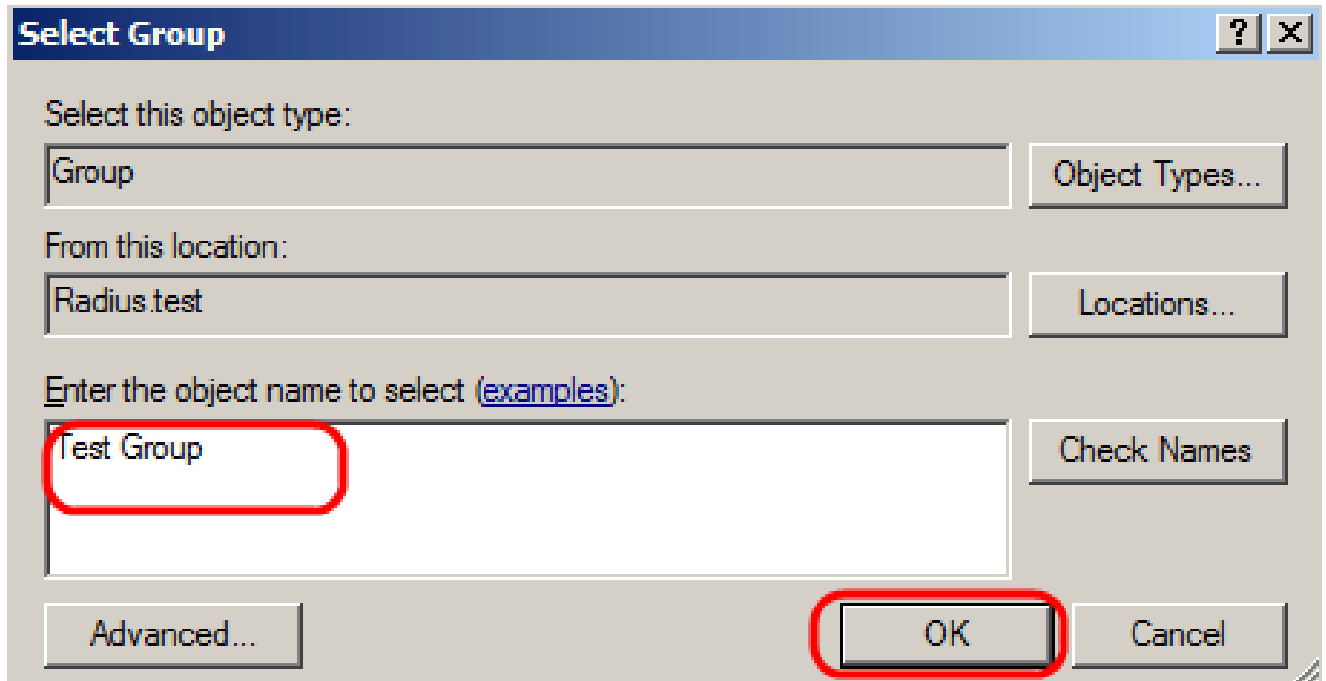 Select Group
? X
Select this object type:
Group
Object Types...
From this location:
Radius.test
Locations...
Enter the object name to select (examples):
Test Group
Check Names
Advanced...
OK
Cancel